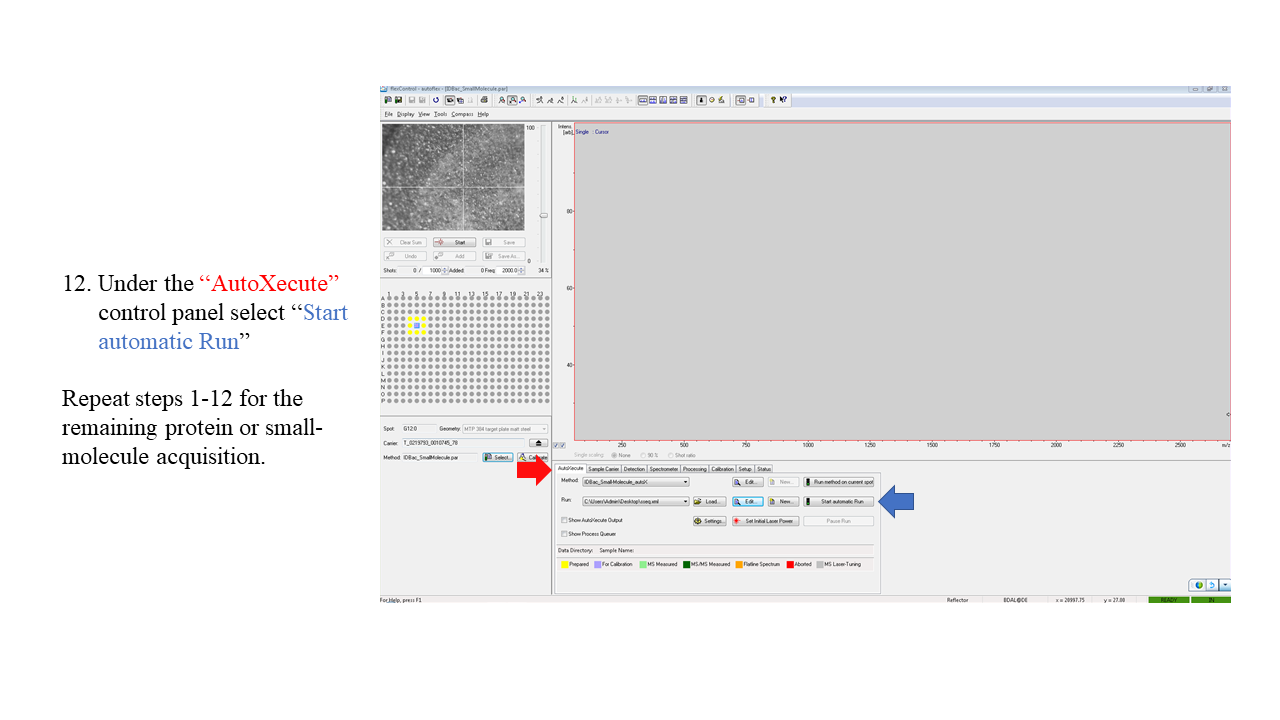 12. Under the “AutoXecute”
control panel select “Start
automatic Run”
Repeat steps 1-12 for the
remaining protein or small-
molecule acquisition.
flexControl - autoflex - [IDBac_SmallMolecule.par]
File Display View Tools Compass Help
100
0
Clear Sum Start Save
Undo Add Save As...
Shots: 0 / 1000 Added: 0 Freq: 2000.0 34 %
1 3 5 7 9 11 13 15 17 19 21 23
A
B
C
D
E
F
G
H
I
J
K
L
M
N
O
P
Spot: G12:0 Geometry: MTP 384 target plate matt steel
Carrier: T_0219793_0010745_78
Method: IDBac_SmallMolecule.par Select... Calibrate
Intens.
[arb]
Single : Cursor
80
60
40
250 500 750 1000 1250 1500 1750 2000 2250 2500 m/z
Single scaling: None 90 % Shot ratio
AutoXecute Sample Carrier Detection Spectrometer Processing Calibration Setup Status
Method IDBac_Small-Molecule_autoX Edit... New... Run method on current spot
Run: C:\Users\Admin\Desktop\sseq.xml Load... Edit... New... Start automatic Run
Show AutoXecute Output Settings Set Initial Laser Power Pause Run
Show Process Queuer
Data Directory: Sample Name:
Prepared For Calibration MS Measured MS/MS Measured Flatline Spectrum Aborted MS Laser-Tuning
For Help, press F1 Reflector BDAL@DE x = 28997.75 y = 27.08 READY IN